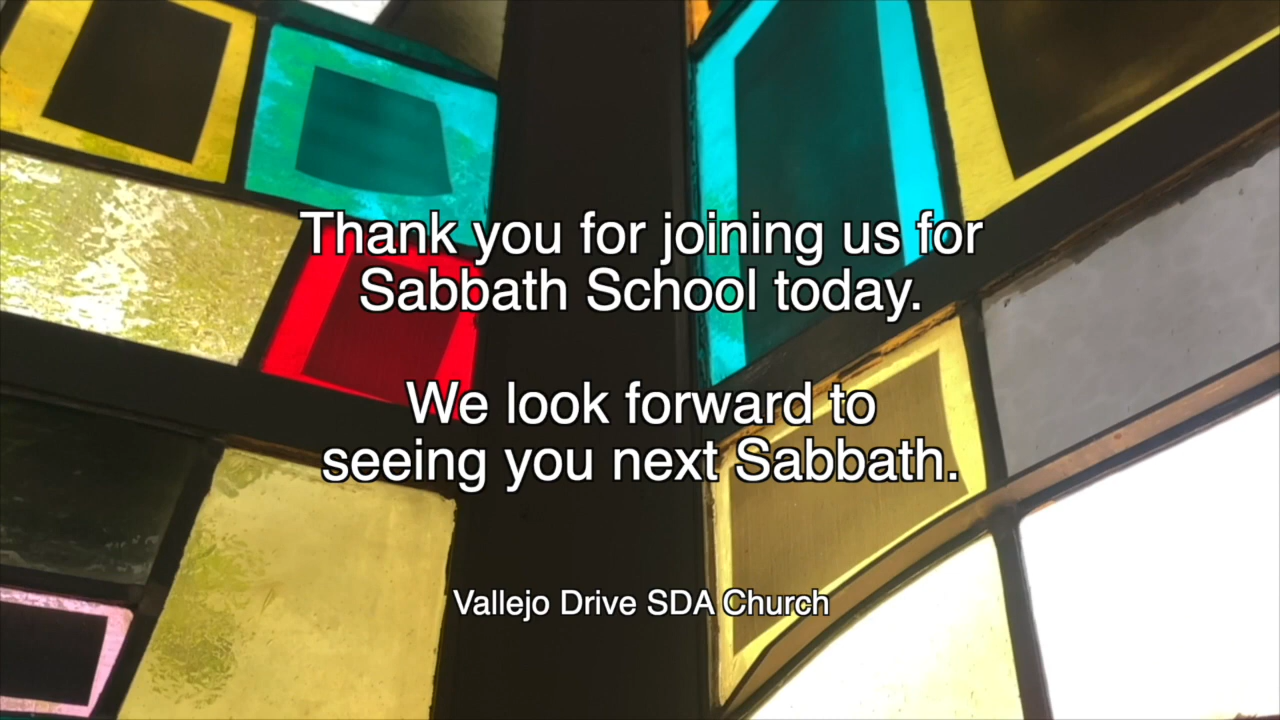 Thank you for joining us for
Sabbath School today.
We look forward to
seeing you next Sabbath.
Vallejo Drive SDA Church